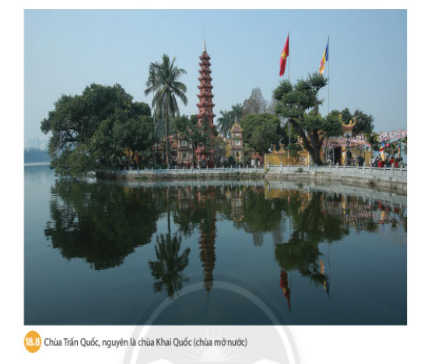 18.8 Chùa Trấn Quốc, nguyên là chùa Khai Quốc (chùa mở nước)